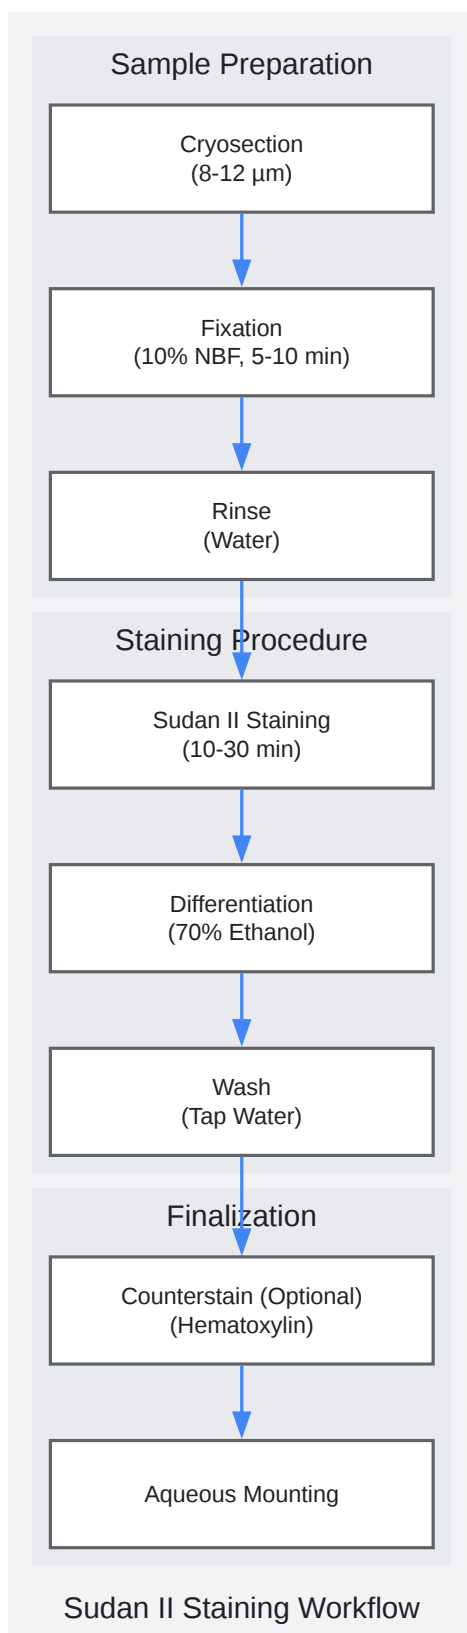 Sample Preparation
Cryosection
(8-12 µm)
Fixation
(10% NBF, 5-10 min)
Rinse
(Water)
Staining Procedure
Sudan II Staining
(10-30 min)
Differentiation
(70% Ethanol)
Wash
(Tap Water)
Finalization
Counterstain (Optional)
(Hematoxylin)
Aqueous Mounting
Sudan II Staining Workflow